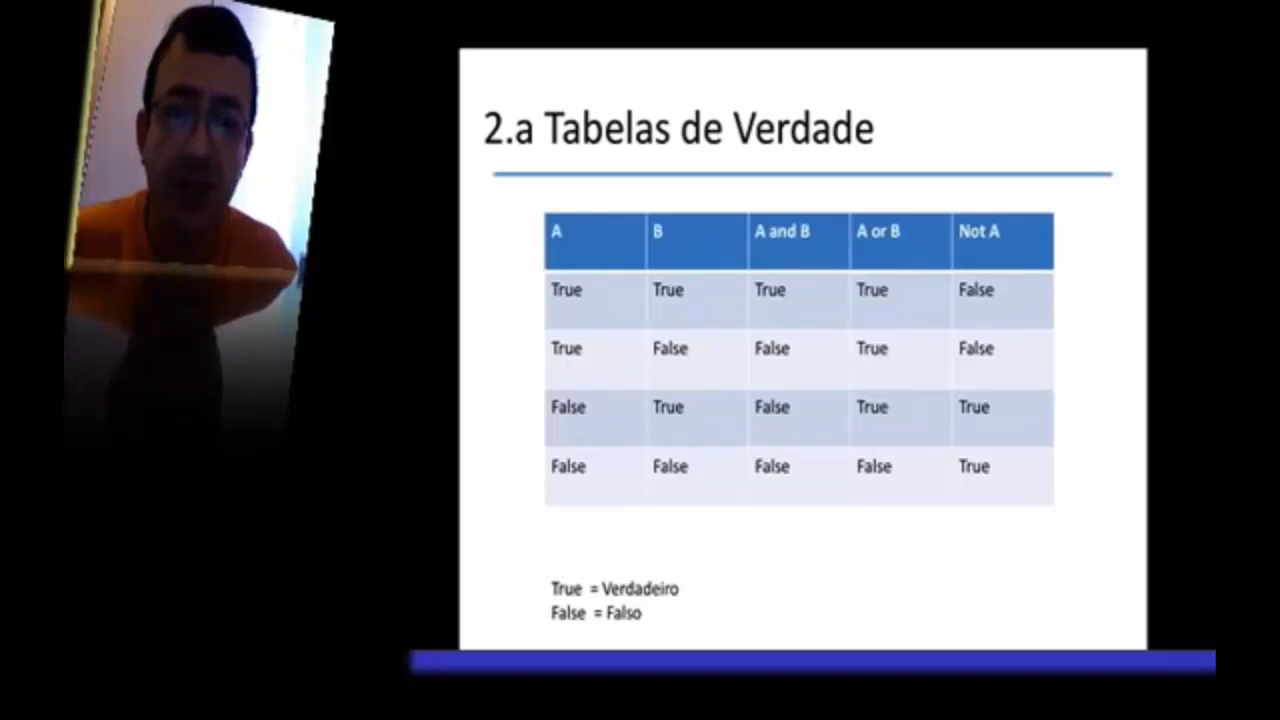 2.a Tabelas de Verdade
A B A and B A or B Not A
True True True True False
True False False True False
False True False True True
False False False False True
True = Verdadeiro
False = Falso